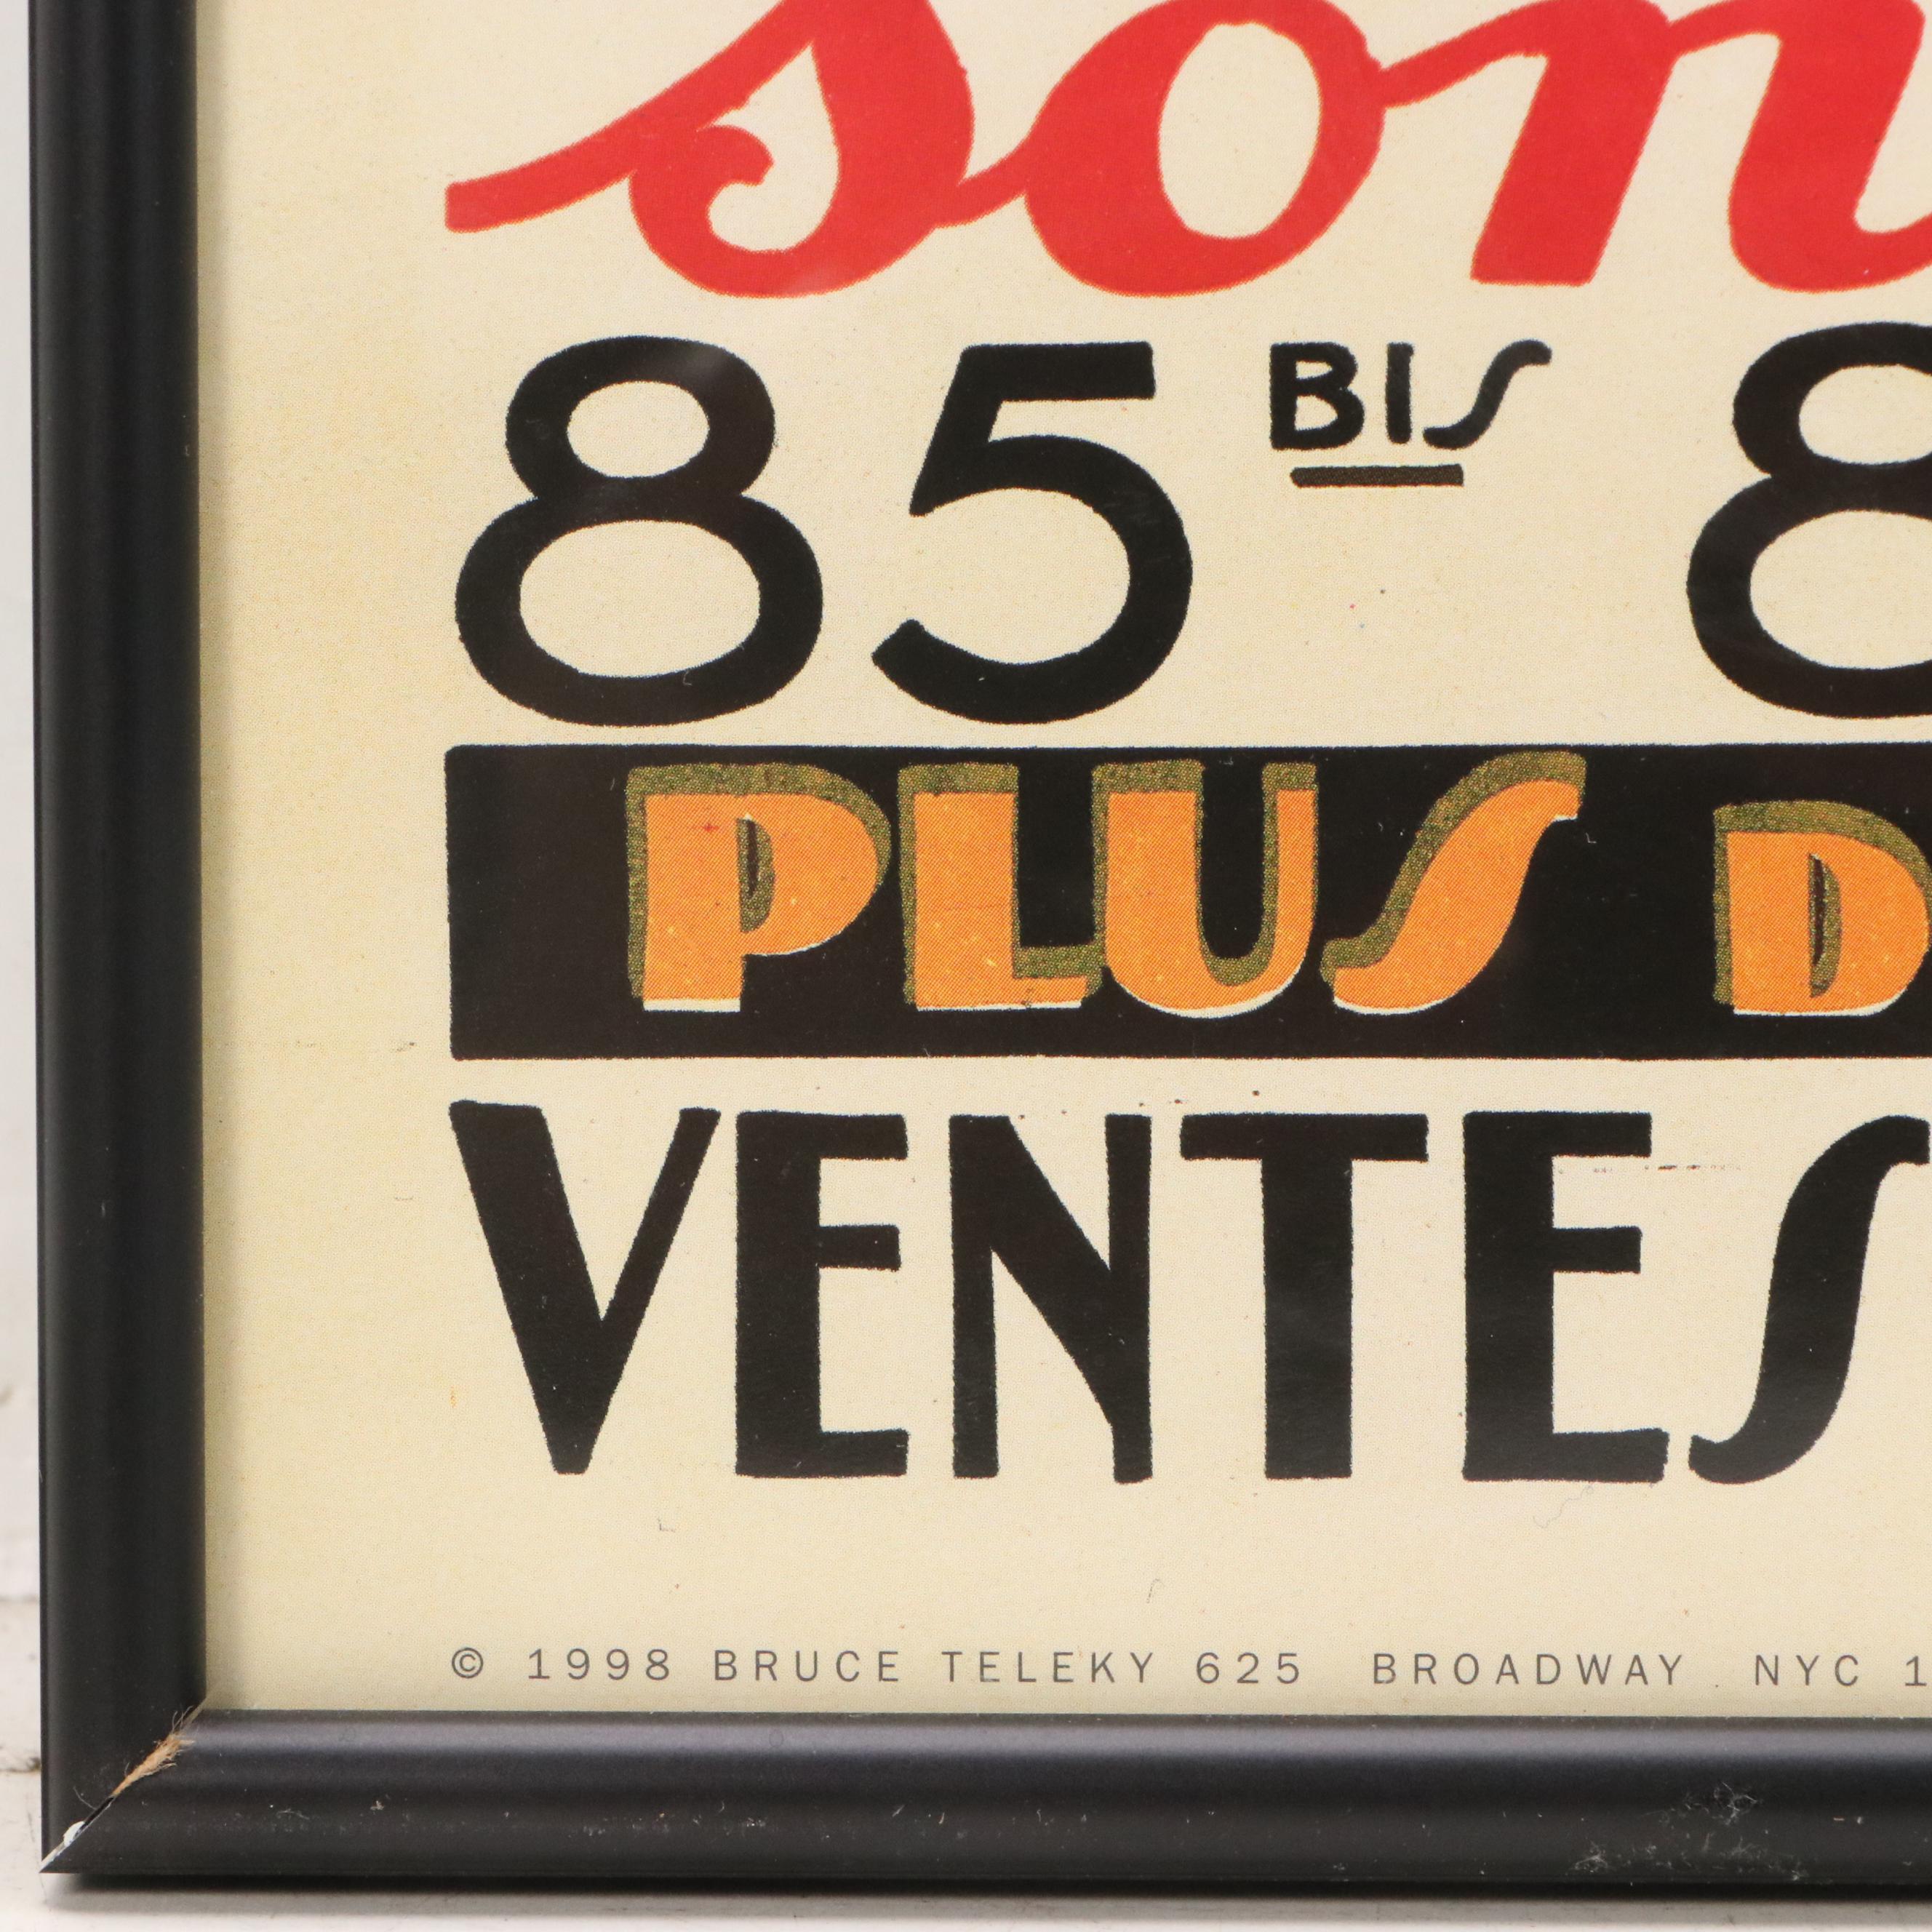 son
85 BIS 8
PLUS D
VENTES
© 1998 BRUCE TELEKY 625 BROADWAY NYC 1